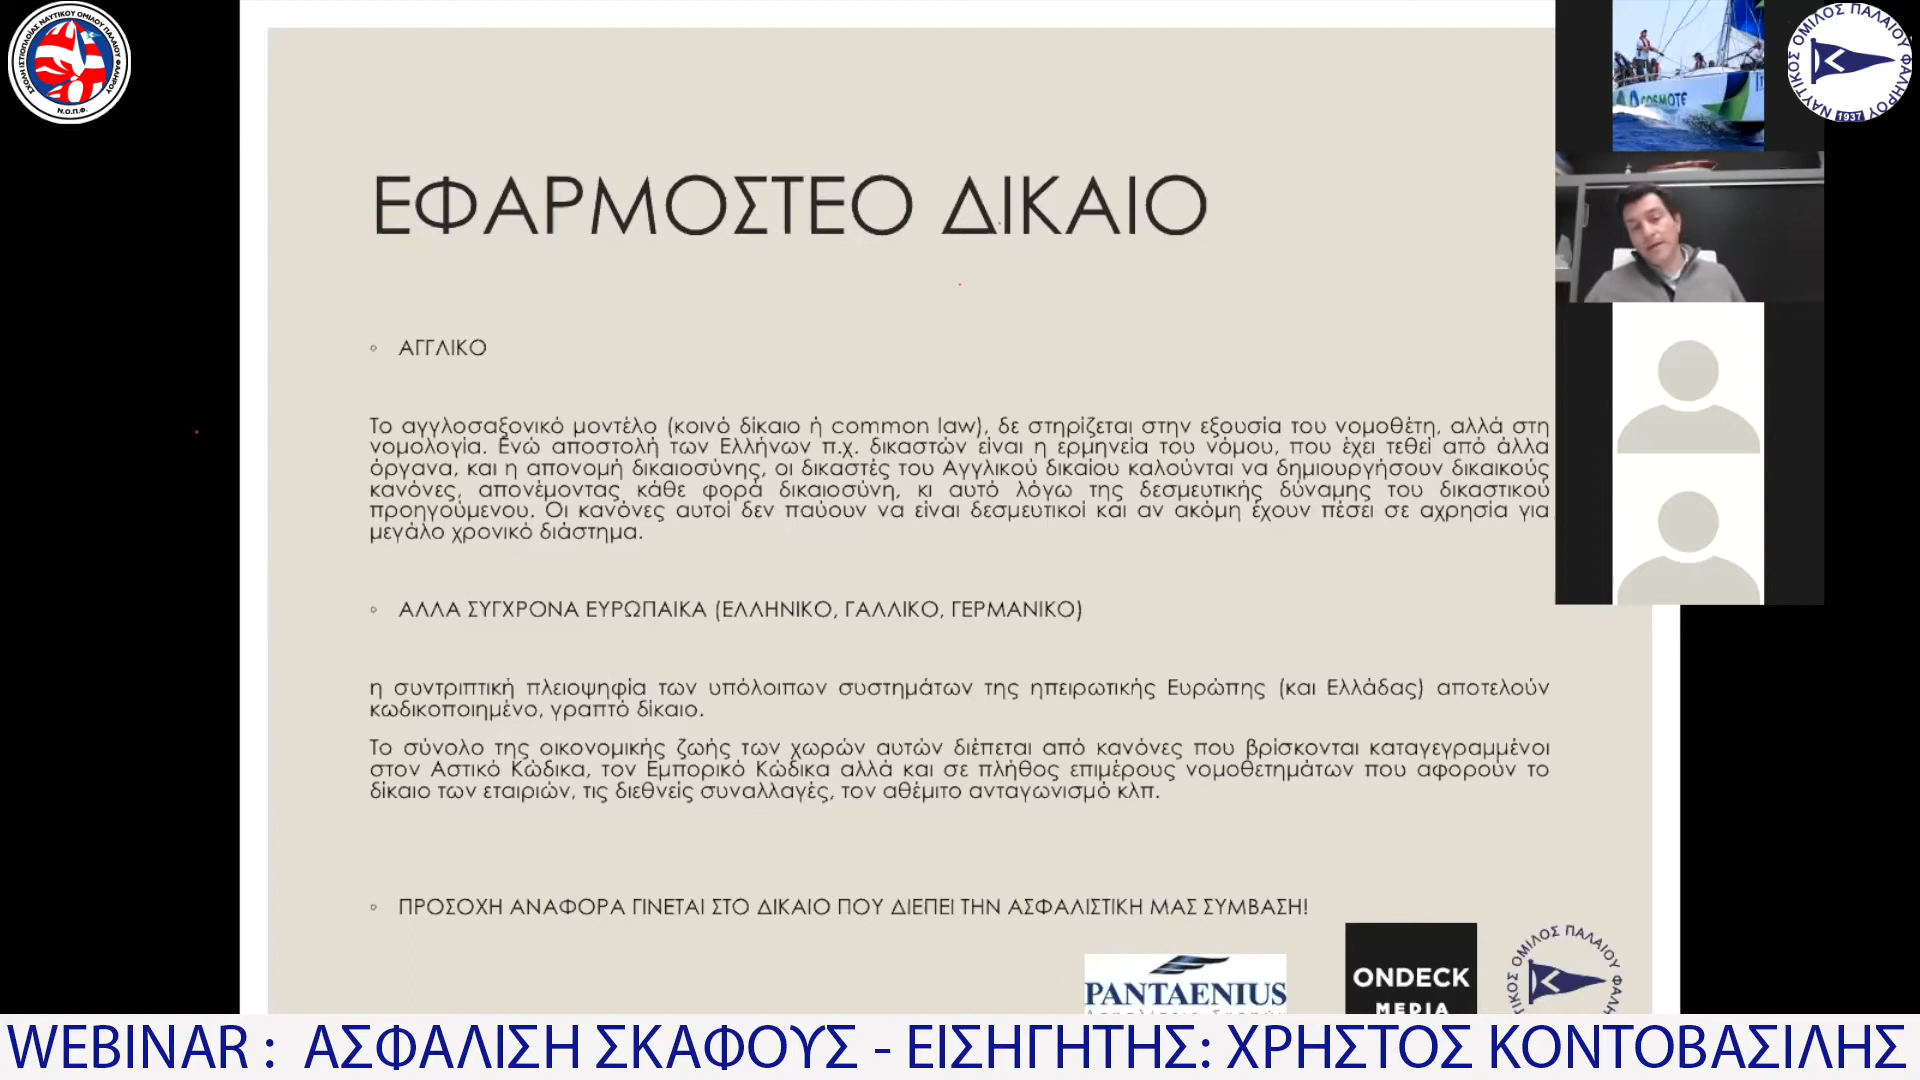 ΣΧΟΛΗ ΙΣΤΙΟΠΛΟΪΑΣ ΝΑΥΤΙΚΟΥ ΟΜΙΛΟΥ ΠΑΛΑΙΟΥ ΦΑΛΗΡΟΥ
Ν.Ο.Π.Φ.
COSMOTE
ΝΑΥΤΙΚΟΣ ΟΜΙΛΟΣ ΠΑΛΑΙΟΥ ΦΑΛΗΡΟΥ
1937
ΕΦΑΡΜΟΣΤΕΟ ΔΙΚΑΙΟ
◦ ΑΓΓΛΙΚΟ
Το αγγλοσαξονικό μοντέλο (κοινό δίκαιο ή common law), δε στηρίζεται στην εξουσία του νομοθέτη, αλλά στη
νομολογία. Ενώ αποστολή των Ελλήνων π.χ. δικαστών είναι η ερμηνεία του νόμου, που έχει τεθεί από άλλα
όργανα, και η απονομή δικαιοσύνης, οι δικαστές του Αγγλικού δικαίου καλούνται να δημιουργήσουν δικαικούς
κανόνες, απονέμοντας κάθε φορά δικαιοσύνη, κι αυτό λόγω της δεσμευτικής δύναμης του δικαστικού
προηγούμενου. Οι κανόνες αυτοί δεν παύουν να είναι δεσμευτικοί και αν ακόμη έχουν πέσει σε αχρησία για
μεγάλο χρονικό διάστημα.
◦ ΑΛΛΑ ΣΥΓΧΡΟΝΑ ΕΥΡΩΠΑΙΚΑ (ΕΛΛΗΝΙΚΟ, ΓΑΛΛΙΚΟ, ΓΕΡΜΑΝΙΚΟ)
η συντριπτική πλειοψηφία των υπόλοιπων συστημάτων της ηπειρωτικής Ευρώπης (και Ελλάδας) αποτελούν
κωδικοποιημένο, γραπτό δίκαιο.
Το σύνολο της οικονομικής ζωής των χωρών αυτών διέπεται από κανόνες που βρίσκονται καταγεγραμμένοι
στον Αστικό Κώδικα, τον Εμπορικό Κώδικα αλλά και σε πλήθος επιμέρους νομοθετημάτων που αφορούν το
δίκαιο των εταιριών, τις διεθνείς συναλλαγές, τον αθέμιτο ανταγωνισμό κλπ.
◦ ΠΡΟΣΟΧΗ ΑΝΑΦΟΡΑ ΓΙΝΕΤΑΙ ΣΤΟ ΔΙΚΑΙΟ ΠΟΥ ΔΙΕΠΕΙ ΤΗΝ ΑΣΦΑΛΙΣΤΙΚΗ ΜΑΣ ΣΥΜΒΑΣΗ!
PANTAENIUS
ONDECK
MEDIA
ΟΜΙΛΟΣ ΠΑΛΑΙΟΥ
WEBINAR : ΑΣΦΑΛΙΣΗ ΣΚΑΦΟΥΣ - ΕΙΣΗΓΗΤΗΣ: ΧΡΗΣΤΟΣ ΚΟΝΤΟΒΑΣΙΛΗΣ